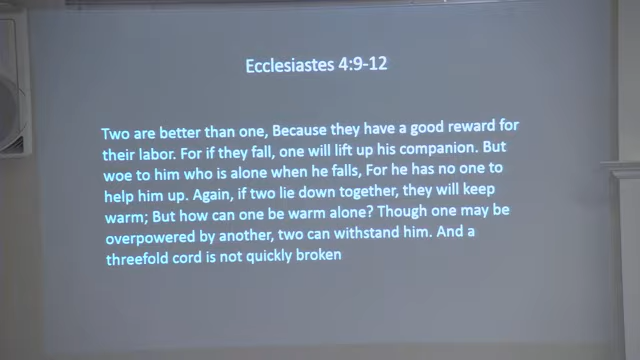 Ecclesiastes 4:9-12
Two are better than one, Because they have a good reward for
their labor. For if they fall, one will lift up his companion. But
woe to him who is alone when he falls, For he has no one to
help him up. Again, if two lie down together, they will keep
warm; But how can one be warm alone? Though one may be
overpowered by another, two can withstand him. And a
threefold cord is not quickly broken